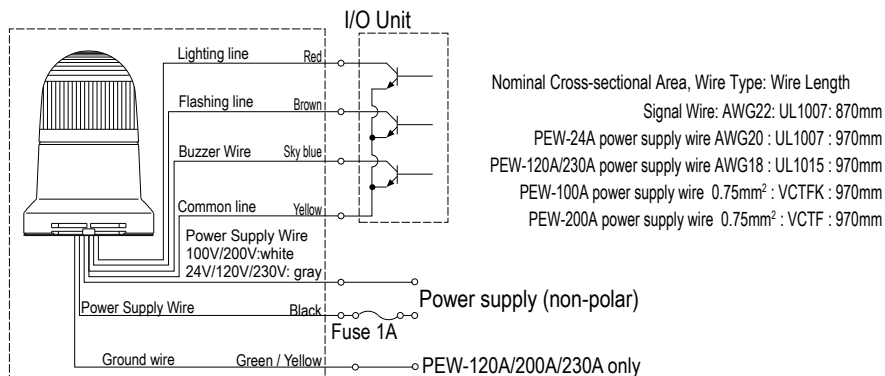 I/O Unit
Lighting line Red
Flashing line Brown
Buzzer Wire Sky blue
Common line Yellow
Power Supply Wire
100V/200V:white
24V/120V/230V: gray
Power Supply Wire Black
Fuse 1A
Power supply (non-polar)
Ground wire Green / Yellow
PEW-120A/200A/230A only
Nominal Cross-sectional Area, Wire Type: Wire Length
Signal Wire: AWG22: UL1007: 870mm
PEW-24A power supply wire AWG20 : UL1007 : 970mm
PEW-120A/230A power supply wire AWG18 : UL1015 : 970mm
PEW-100A power supply wire 0.75mm² : VCTFK : 970mm
PEW-200A power supply wire 0.75mm² : VCTF : 970mm